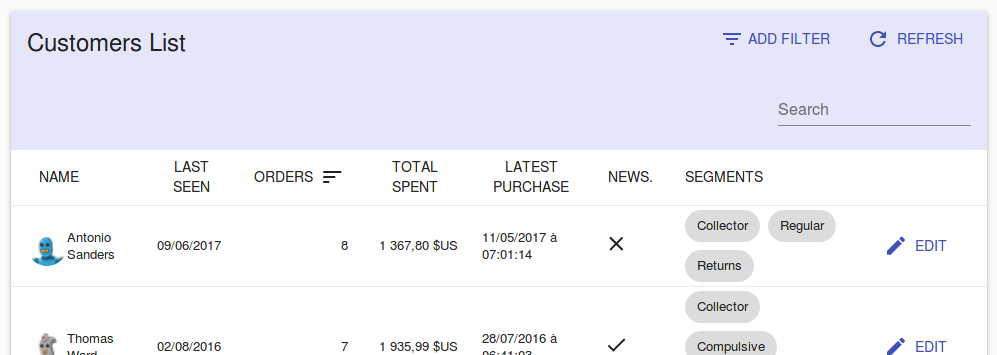 Customers List
ADD FILTER
REFRESH
Search
NAME
LAST SEEN
ORDERS
TOTAL SPENT
LATEST PURCHASE
NEWS.
SEGMENTS
Antonio Sanders
09/06/2017
8
1 367,80 $US
11/05/2017 à 07:01:14
Collector
Regular
Returns
EDIT
Thomas Ward
02/08/2016
7
1 935,99 $US
28/07/2016 à
Collector
Compulsive
EDIT